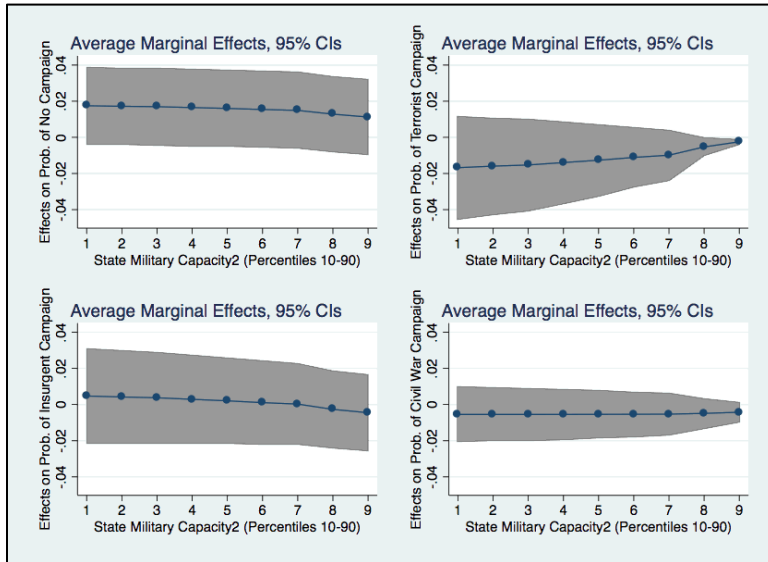 Average Marginal Effects, 95% CIs
Effects on Prob. of No Campaign
.04
.02
0
-.02
-.04
1 2 3 4 5 6 7 8 9
State Military Capacity2 (Percentiles 10-90)
Average Marginal Effects, 95% CIs
Effects on Prob. of Terrorist Campaign
.04
.02
0
-.02
-.04
1 2 3 4 5 6 7 8 9
State Military Capacity2 (Percentiles 10-90)
Average Marginal Effects, 95% CIs
Effects on Prob. of Insurgent Campaign
.04
.02
0
-.02
-.04
1 2 3 4 5 6 7 8 9
State Military Capacity2 (Percentiles 10-90)
Average Marginal Effects, 95% CIs
Effects on Prob. of Civil War Campaign
.04
.02
0
-.02
-.04
1 2 3 4 5 6 7 8 9
State Military Capacity2 (Percentiles 10-90)